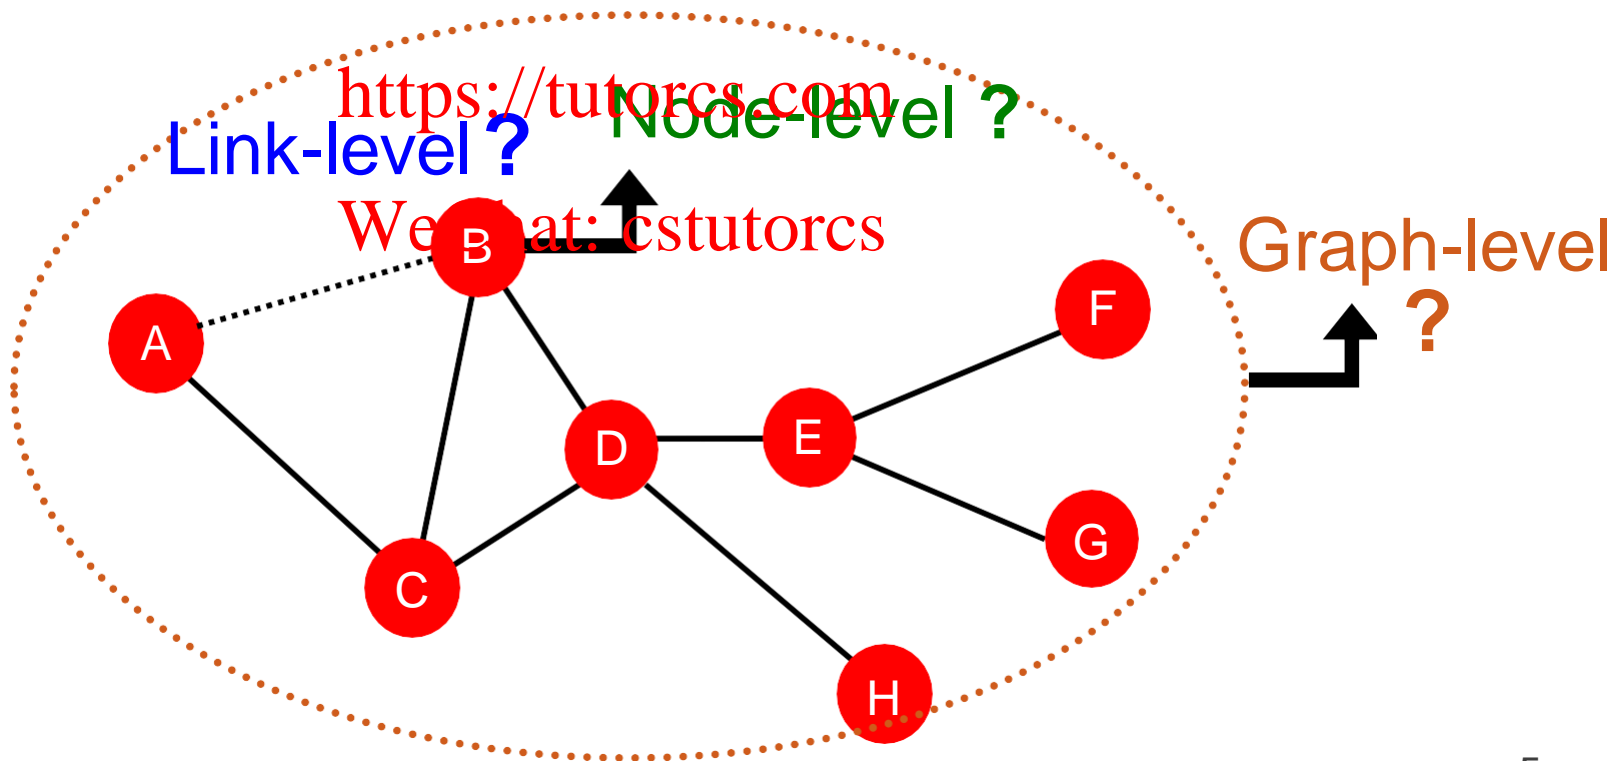 https://tutorcs.com
Node-level ?
Link-level ?
WeChat: cstutorcs
B
Graph-level
?
A
F
D
E
G
C
H